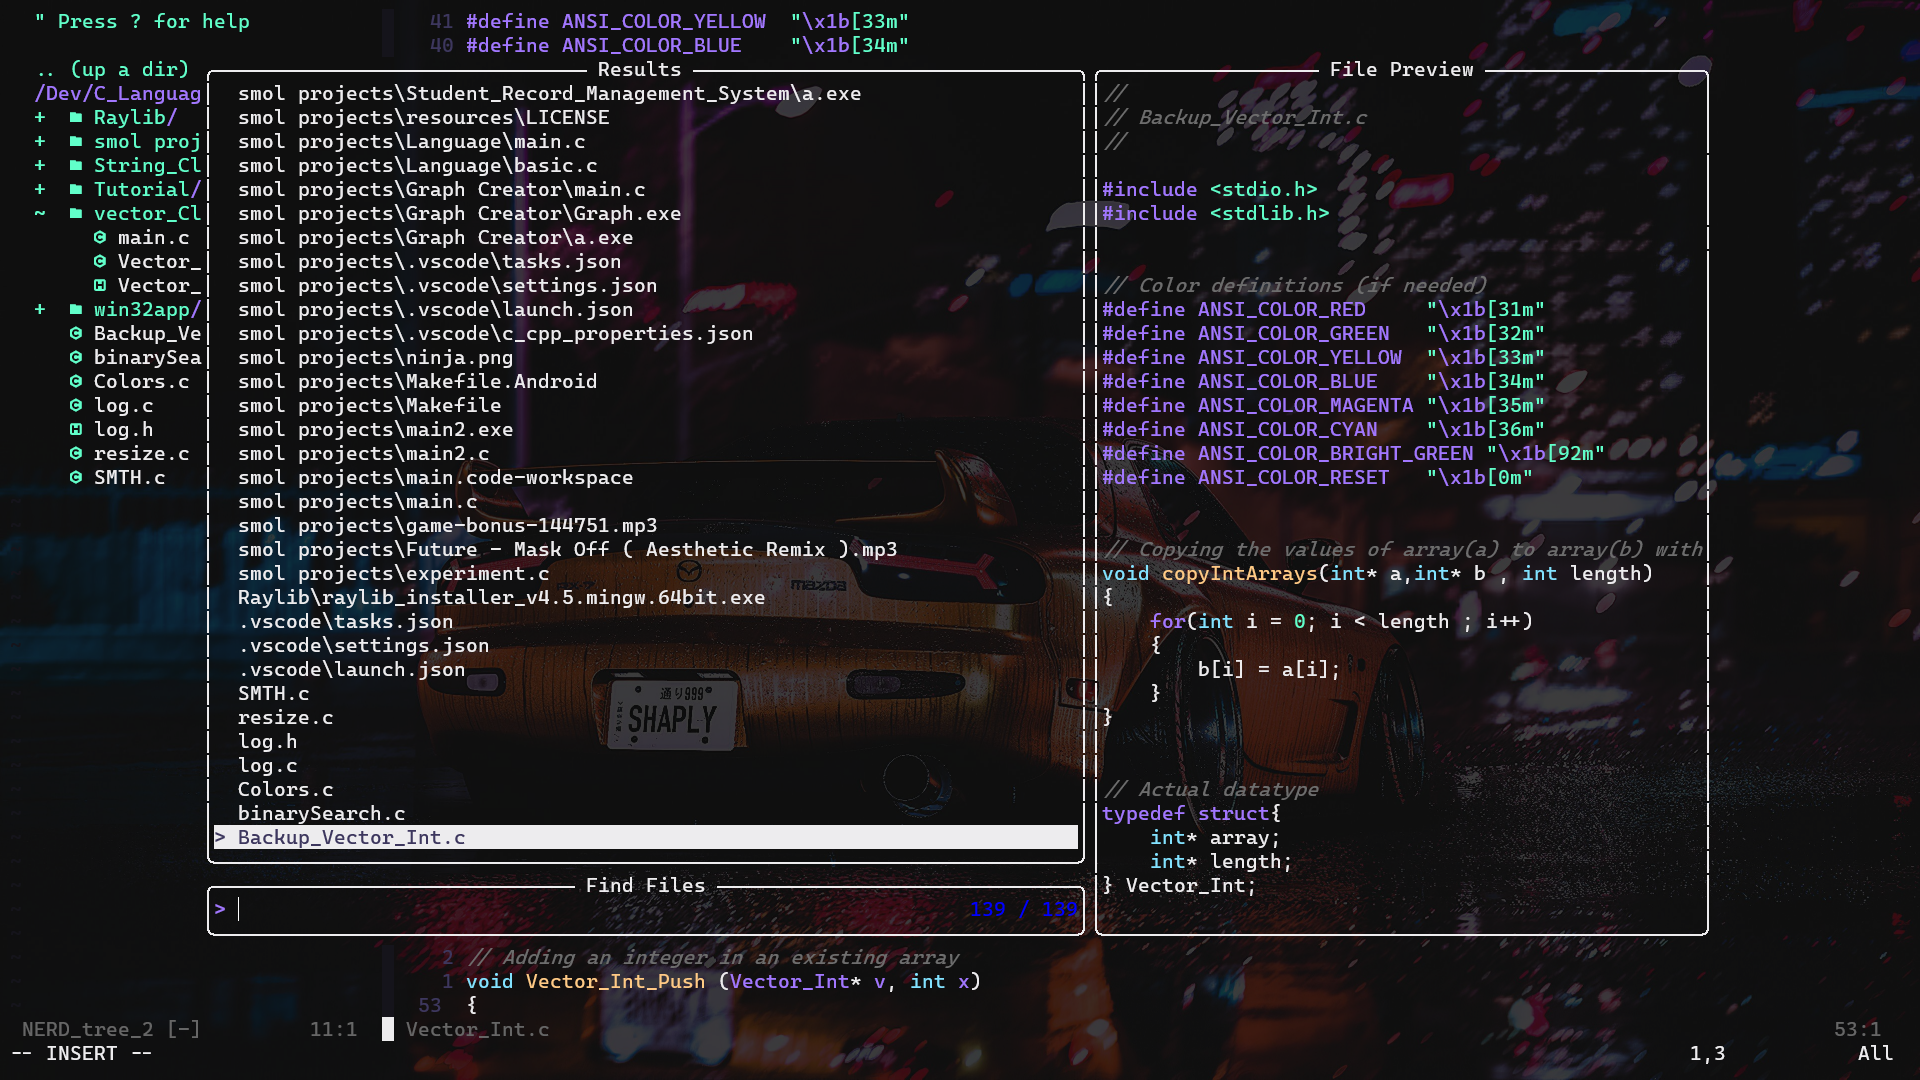 " Press ? for help
.. (up a dir)
/Dev/C_Languag
+ Raylib/
+ smol proj
+ String_Cl
+ Tutorial/
~ vector_Cl
main.c
Vector_
Vector_
+ win32app/
Backup_Ve
binarySea
Colors.c
log.c
log.h
resize.c
SMTH.c
41 #define ANSI_COLOR_YELLOW "\x1b[33m"
40 #define ANSI_COLOR_BLUE "\x1b[34m"
Results
smol projects\Student_Record_Management_System\a.exe
smol projects\resources\LICENSE
smol projects\Language\main.c
smol projects\Language\basic.c
smol projects\Graph Creator\main.c
smol projects\Graph Creator\Graph.exe
smol projects\Graph Creator\a.exe
smol projects\.vscode\tasks.json
smol projects\.vscode\settings.json
smol projects\.vscode\launch.json
smol projects\.vscode\c_cpp_properties.json
smol projects\ninja.png
smol projects\Makefile.Android
smol projects\Makefile
smol projects\main2.exe
smol projects\main2.c
smol projects\main.code-workspace
smol projects\main.c
smol projects\game-bonus-144751.mp3
smol projects\Future - Mask Off ( Aesthetic Remix ).mp3
smol projects\experiment.c
Raylib\raylib_installer_v4.5.mingw.64bit.exe
.vscode\tasks.json
.vscode\settings.json
.vscode\launch.json
SMTH.c
resize.c
log.h
log.c
Colors.c
binarySearch.c
> Backup_Vector_Int.c
Find Files
> 139 / 139
File Preview
//
// Backup_Vector_Int.c
//
#include <stdio.h>
#include <stdlib.h>
// Color definitions (if needed)
#define ANSI_COLOR_RED "\x1b[31m"
#define ANSI_COLOR_GREEN "\x1b[32m"
#define ANSI_COLOR_YELLOW "\x1b[33m"
#define ANSI_COLOR_BLUE "\x1b[34m"
#define ANSI_COLOR_MAGENTA "\x1b[35m"
#define ANSI_COLOR_CYAN "\x1b[36m"
#define ANSI_COLOR_BRIGHT_GREEN "\x1b[92m"
#define ANSI_COLOR_RESET "\x1b[0m"
// Copying the values of array(a) to array(b) with
void copyIntArrays(int* a,int* b , int length)
{
for(int i = 0; i < length ; i++)
{
b[i] = a[i];
}
}
// Actual datatype
typedef struct{
int* array;
int* length;
} Vector_Int;
mazda
通り999
SHAPLY
2 // Adding an integer in an existing array
1 void Vector_Int_Push (Vector_Int* v, int x)
53 {
NERD_tree_2 [-] 11:1 Vector_Int.c 53:1
-- INSERT -- 1,3 All